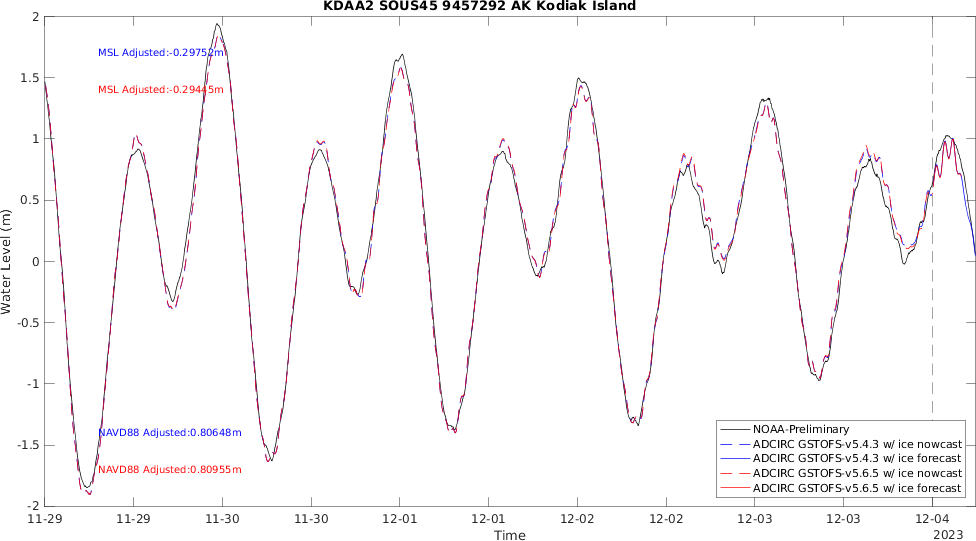 KDAA2 SOUS45 9457292 AK Kodiak Island
2
1.5
1
0.5
0
-0.5
-1
-1.5
-2
Water Level (m)
MSL Adjusted:-0.29752m
MSL Adjusted:-0.29445m
NAVD88 Adjusted:0.80648m
NAVD88 Adjusted:0.80955m
NOAA-Preliminary
ADCIRC GSTOFS-v5.4.3 w/ ice nowcast
ADCIRC GSTOFS-v5.4.3 w/ ice forecast
ADCIRC GSTOFS-v5.6.5 w/ ice nowcast
ADCIRC GSTOFS-v5.6.5 w/ ice forecast
11-29 11-29 11-30 11-30 12-01 12-01 12-02 12-02 12-03 12-03 12-04
Time
2023